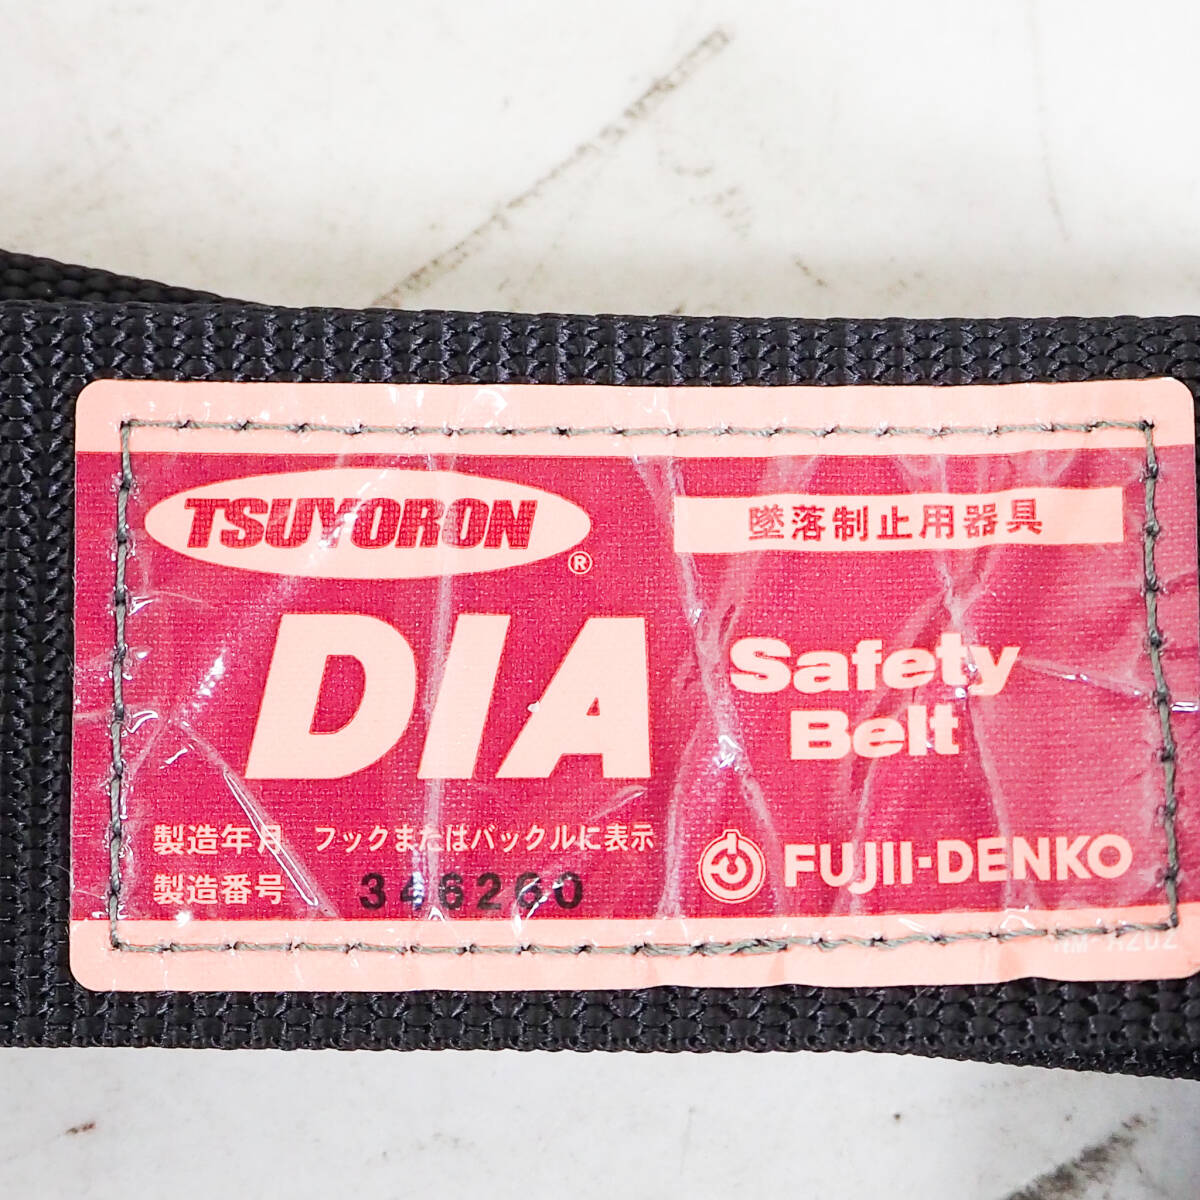 TSUYORON
®
墜落制止用器具
DIA
Safety
Belt
製造年月 フックまたはバックルに表示
製造番号 346280
FUJII-DENKO